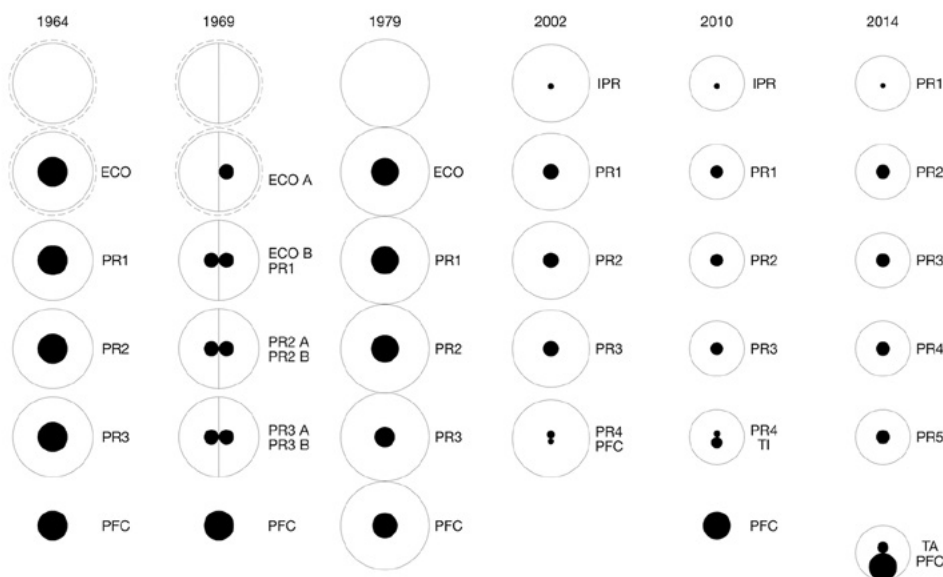 1964 1969 1979 2002 2010 2014
IPR IPR PR1
ECO ECO A ECO PR1 PR1 PR2
PR1 ECO B PR1 PR2 PR2 PR3
PR1
PR2 PR2 A PR2 PR3 PR3 PR4
PR2 B
PR3 PR3 A PR3 PR4 PR4 PR5
PR3 B PFC TI
PFC PFC PFC PFC TA
PFC